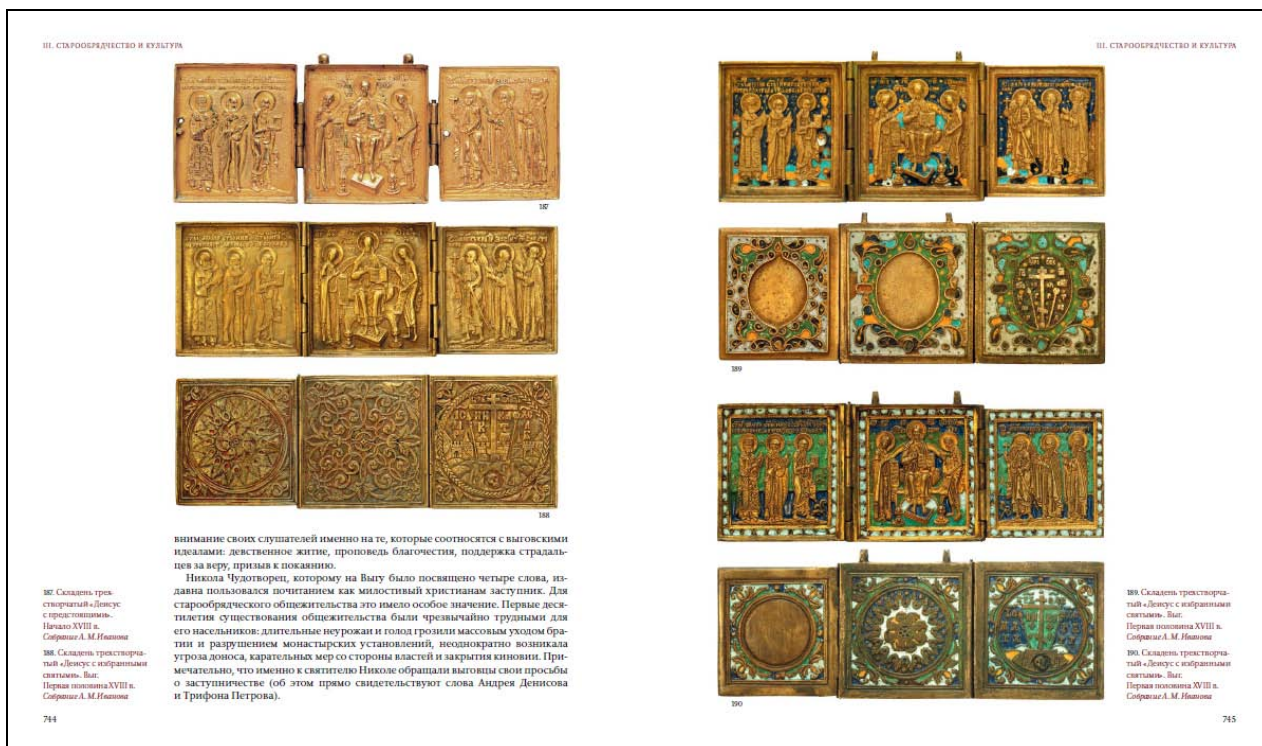 III. СТАРООБРЯДЧЕСТВО И КУЛЬТУРА
187
188
внимание своих слушателей именно на те, которые соотносятся с выговскими
идеалами: девственное житие, проповедь благочестия, поддержка страдаль-
цев за веру, призыв к покаянию.
Никола Чудотворец, которому на Выгу было посвящено четыре слова, из-
давна пользовался почитанием как милостивый христианам заступник. Для
старообрядческого общежительства это имело особое значение. Первые деся-
тилетия существования общежительства были чрезвычайно трудными для
его насельников: длительные неурожаи и голод грозили массовым уходом бра-
тии и разрушением монастырских установлений, неоднократно возникала
угроза доноса, карательных мер со стороны властей и закрытия киновии. При-
мечательно, что именно к святителю Николе обращали выговцы свои просьбы
о заступничестве (об этом прямо свидетельствуют слова Андрея Денисова
и Трифона Петрова).
187. Складень трех-
створчатый «Деисус
с предстоящими».
Начало XVIII в.
Собрание А. М. Иванова
188. Складень трехстворча-
тый «Деисус с избранными
святыми». Выг.
Первая половина XVIII в.
Собрание А. М. Иванова
744
III. СТАРООБРЯДЧЕСТВО И КУЛЬТУРА
189
190
189. Складень трехстворча-
тый «Деисус с избранными
святыми». Выг.
Первая половина XVIII в.
Собрание А. М. Иванова
190. Складень трехстворча-
тый «Деисус с избранными
святыми». Выг.
Первая половина XVIII в.
Собрание А. М. Иванова
745